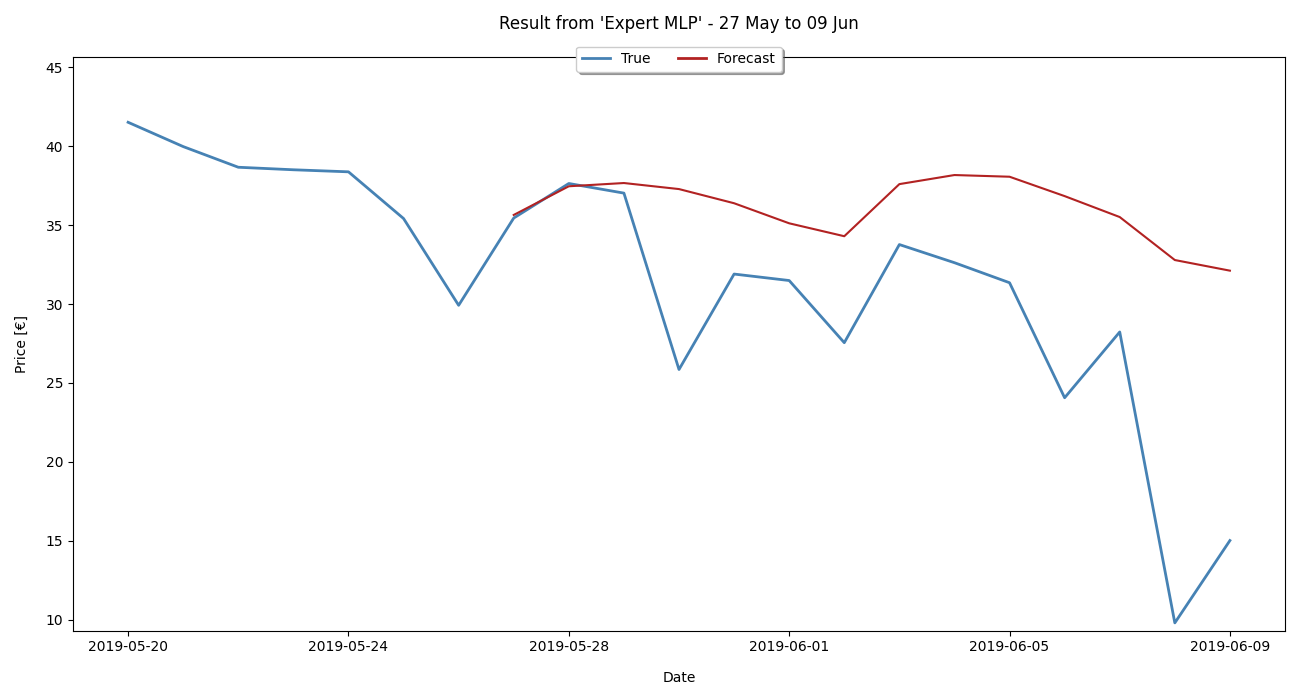 Result from 'Expert MLP' - 27 May to 09 Jun
True Forecast
45
40
35
30
25
20
15
10
Price [€]
2019-05-20 2019-05-24 2019-05-28 2019-06-01 2019-06-05 2019-06-09
Date